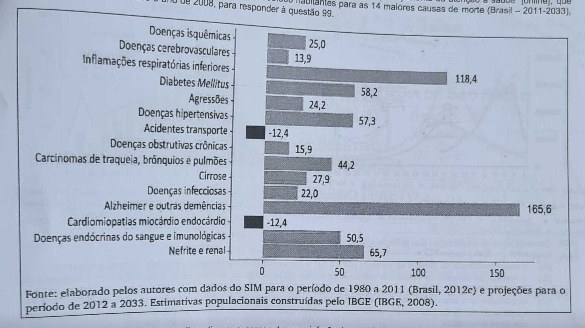 de 2008, para responder à questão 99.
habitantes para as 14 maiores causas de morte (Brasil – 2011-2033),
Doenças isquêmicas 25,0
Doenças cerebrovasculares 13,9
Inflamações respiratórias inferiores 118,4
Diabetes Mellitus 58,2
Agressões 24,2
Doenças hipertensivas 57,3
Acidentes transporte -12,4
Doenças obstrutivas crônicas 15,9
Carcinomas de traqueia, brônquios e pulmões 44,2
Cirrose 27,9
Doenças infecciosas 22,0
Alzheimer e outras demências 165,6
Cardiomiopatias miocárdio endocárdio -12,4
Doenças endócrinas do sangue e imunológicas 50,5
Nefrite e renal 65,7
0 50 100 150
Fonte: elaborado pelos autores com dados do SIM para o período de 1980 a 2011 (Brasil, 2012c) e projeções para o
período de 2012 a 2033. Estimativas populacionais construídas pelo IBGE (IBGE, 2008).